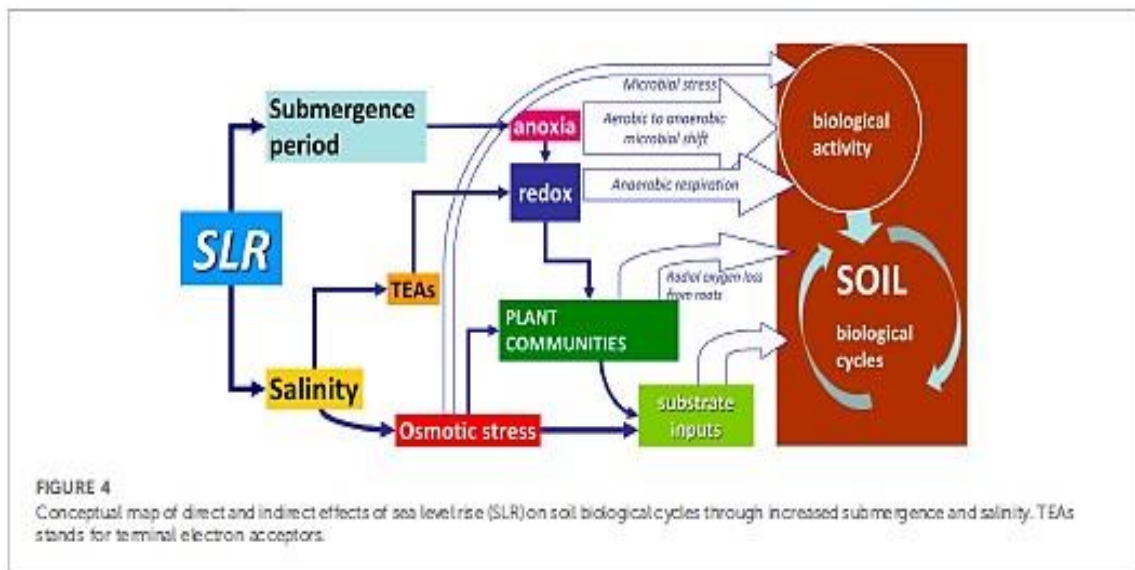 Submergence
period
anoxia
Microbial stress
Aerobic to anaerobic
microbial shift
biological
activity
redox
Anaerobic respiration
SLR
TEAs
Radial oxygen loss
from roots
SOIL
PLANT
COMMUNITIES
biological
cycles
Salinity
Osmotic stress
substrate
inputs
FIGURE 4
Conceptual map of direct and indirect effects of sea level rise (SLR) on soil biological cycles through increased submergence and salinity. TEAs
stands for terminal electron acceptors.